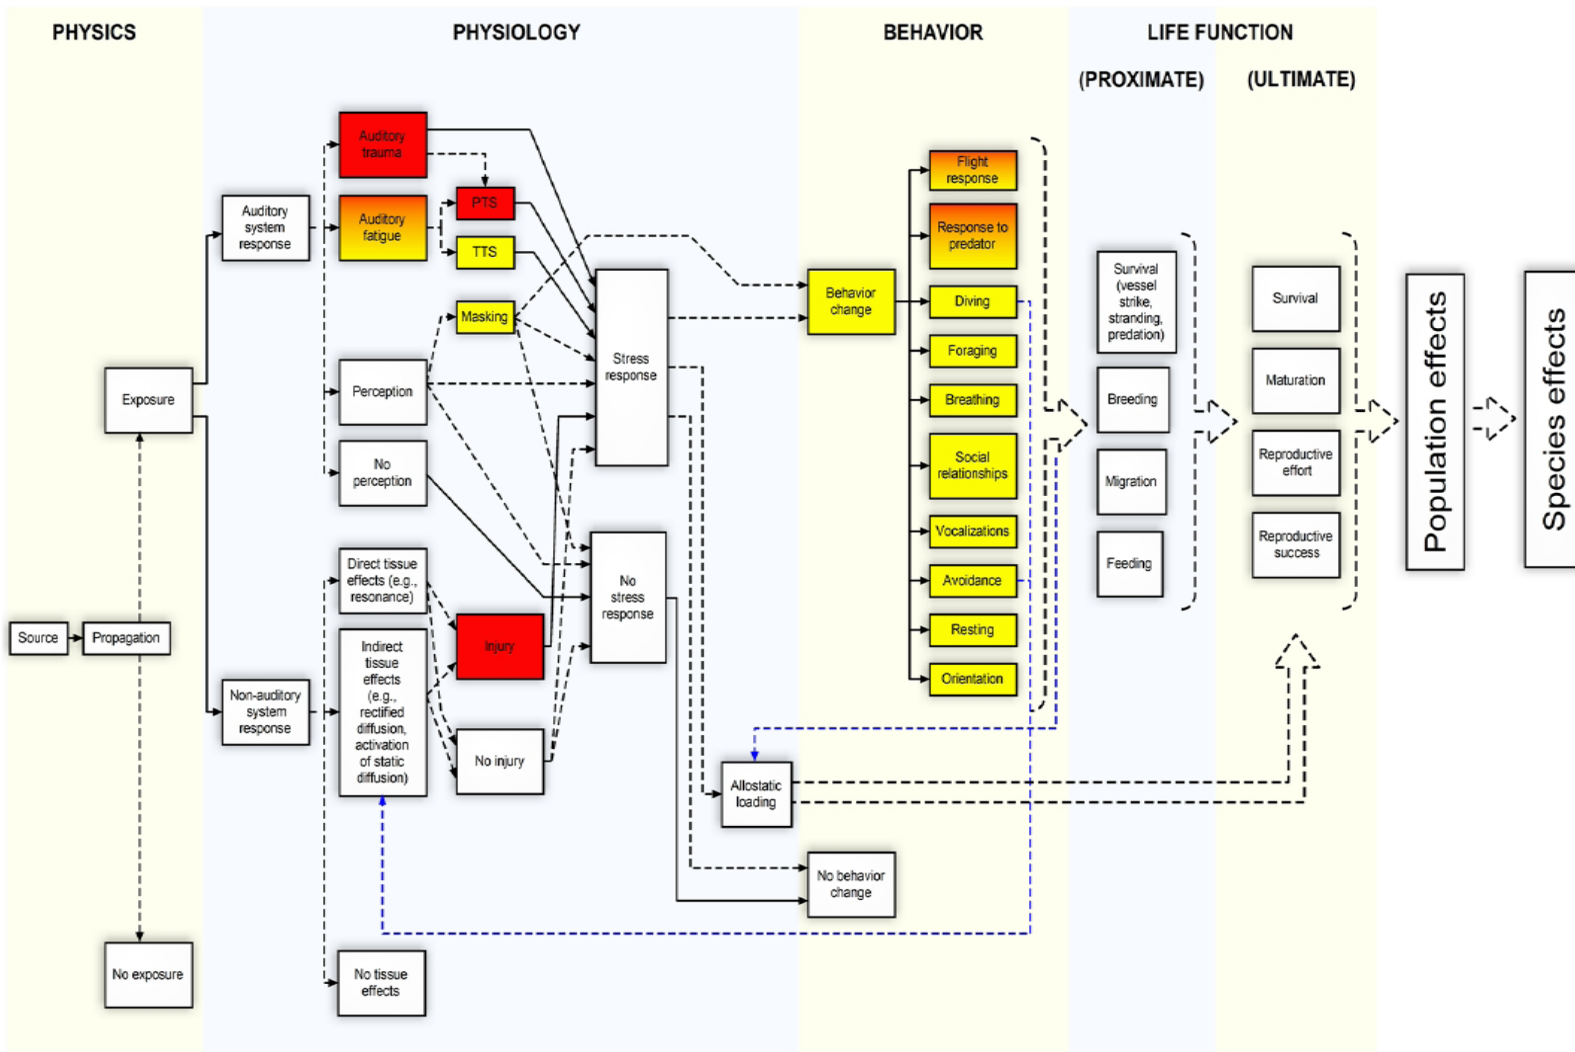 PHYSICS
PHYSIOLOGY
BEHAVIOR
LIFE FUNCTION
(PROXIMATE)
(ULTIMATE)
Source
Propagation
Exposure
No exposure
Auditory
system
response
Non-auditory
system
response
Auditory
trauma
Auditory
fatigue
PTS
TTS
Masking
Perception
No
perception
Direct tissue
effects (e.g.,
resonance)
Indirect
tissue
effects
(e.g.,
rectified
diffusion,
activation
of static
diffusion)
No tissue
effects
Injury
No injury
Stress
response
No
stress
response
Allostatic
loading
Behavior
change
No behavior
change
Flight
response
Response to
predator
Diving
Foraging
Breathing
Social
relationships
Vocalizations
Avoidance
Resting
Orientation
Survival
(vessel
strike,
stranding,
predation)
Breeding
Migration
Feeding
Survival
Maturation
Reproductive
effort
Reproductive
success
Population effects
Species effects